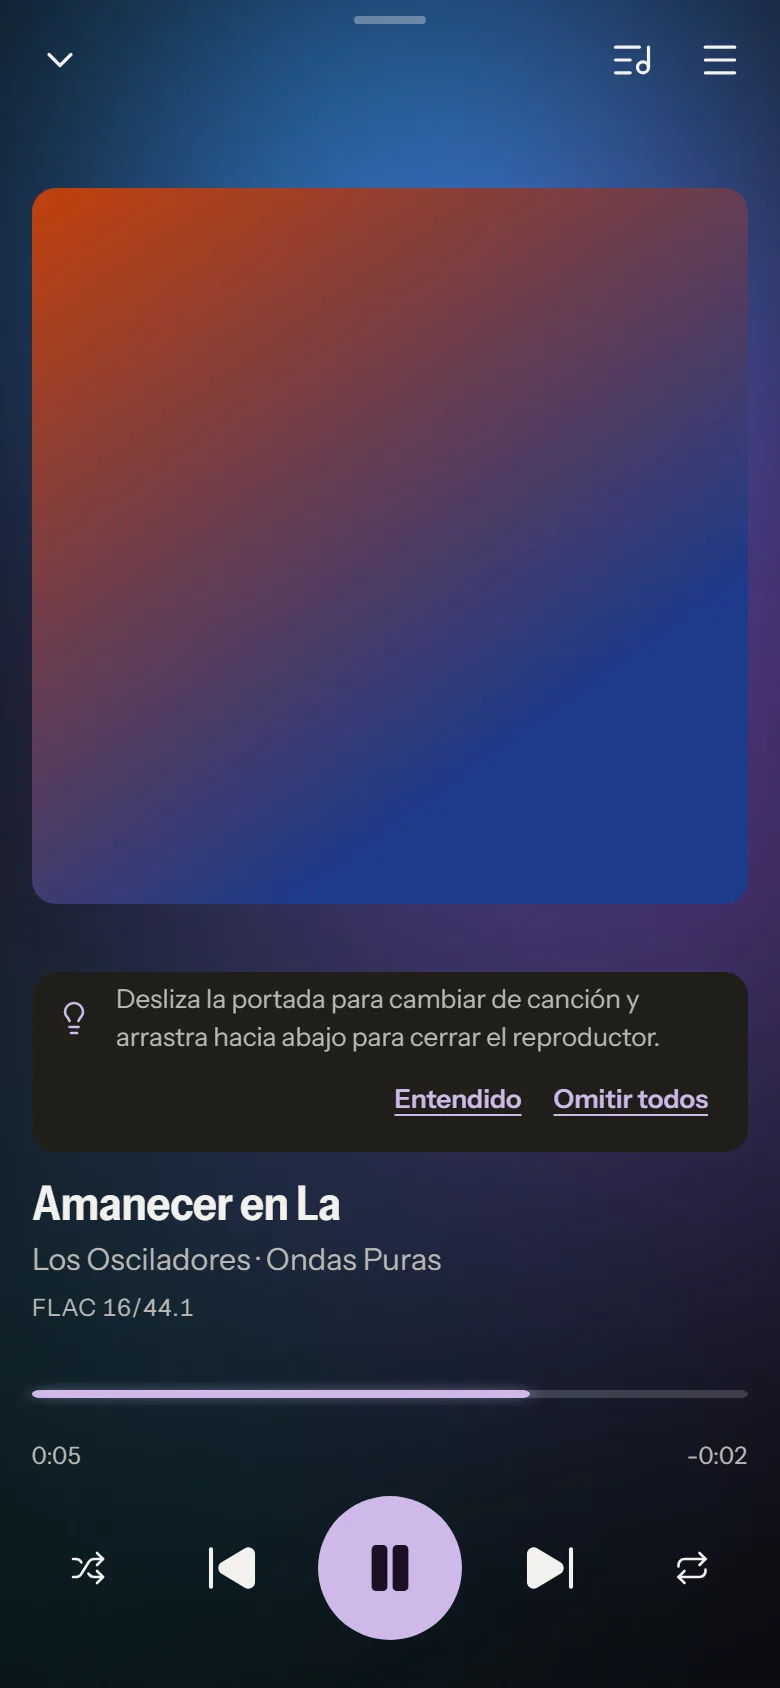 Desliza la portada para cambiar de canción y
arrastra hacia abajo para cerrar el reproductor.
Entendido Omitir todos
Amanecer en La
Los Osciladores · Ondas Puras
FLAC 16/44.1
0:05 -0:02